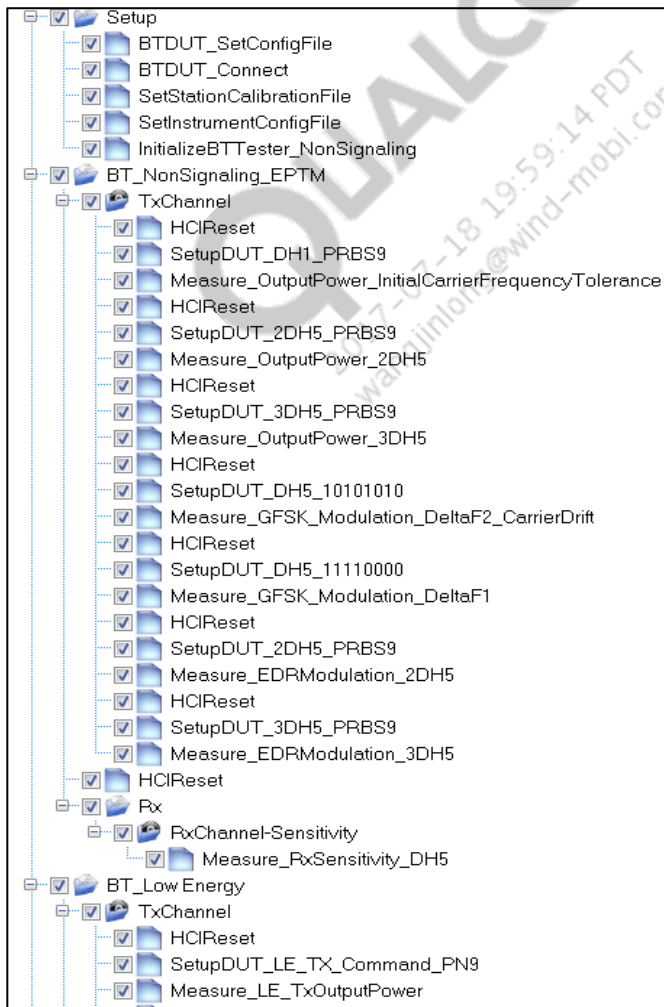 Setup
BTDUT_SetConfigFile
BTDUT_Connect
SetStationCalibrationFile
SetInstrumentConfigFile
InitializeBTTester_NonSignaling
BT_NonSignaling_EPTM
TxChannel
HCIReset
SetupDUT_DH1_PRBS9
Measure_OutputPower_InitialCarrierFrequencyTolerance
HCIReset
SetupDUT_2DH5_PRBS9
Measure_OutputPower_2DH5
HCIReset
SetupDUT_3DH5_PRBS9
Measure_OutputPower_3DH5
HCIReset
SetupDUT_DH5_10101010
Measure_GFSK_Modulation_DeltaF2_CarrierDrift
HCIReset
SetupDUT_DH5_11110000
Measure_GFSK_Modulation_DeltaF1
HCIReset
SetupDUT_2DH5_PRBS9
Measure_EDRModulation_2DH5
HCIReset
SetupDUT_3DH5_PRBS9
Measure_EDRModulation_3DH5
HCIReset
Rx
RxChannel-Sensitivity
Measure_RxSensitivity_DH5
BT_Low Energy
TxChannel
HCIReset
SetupDUT_LE_TX_Command_PN9
Measure_LE_TxOutputPower